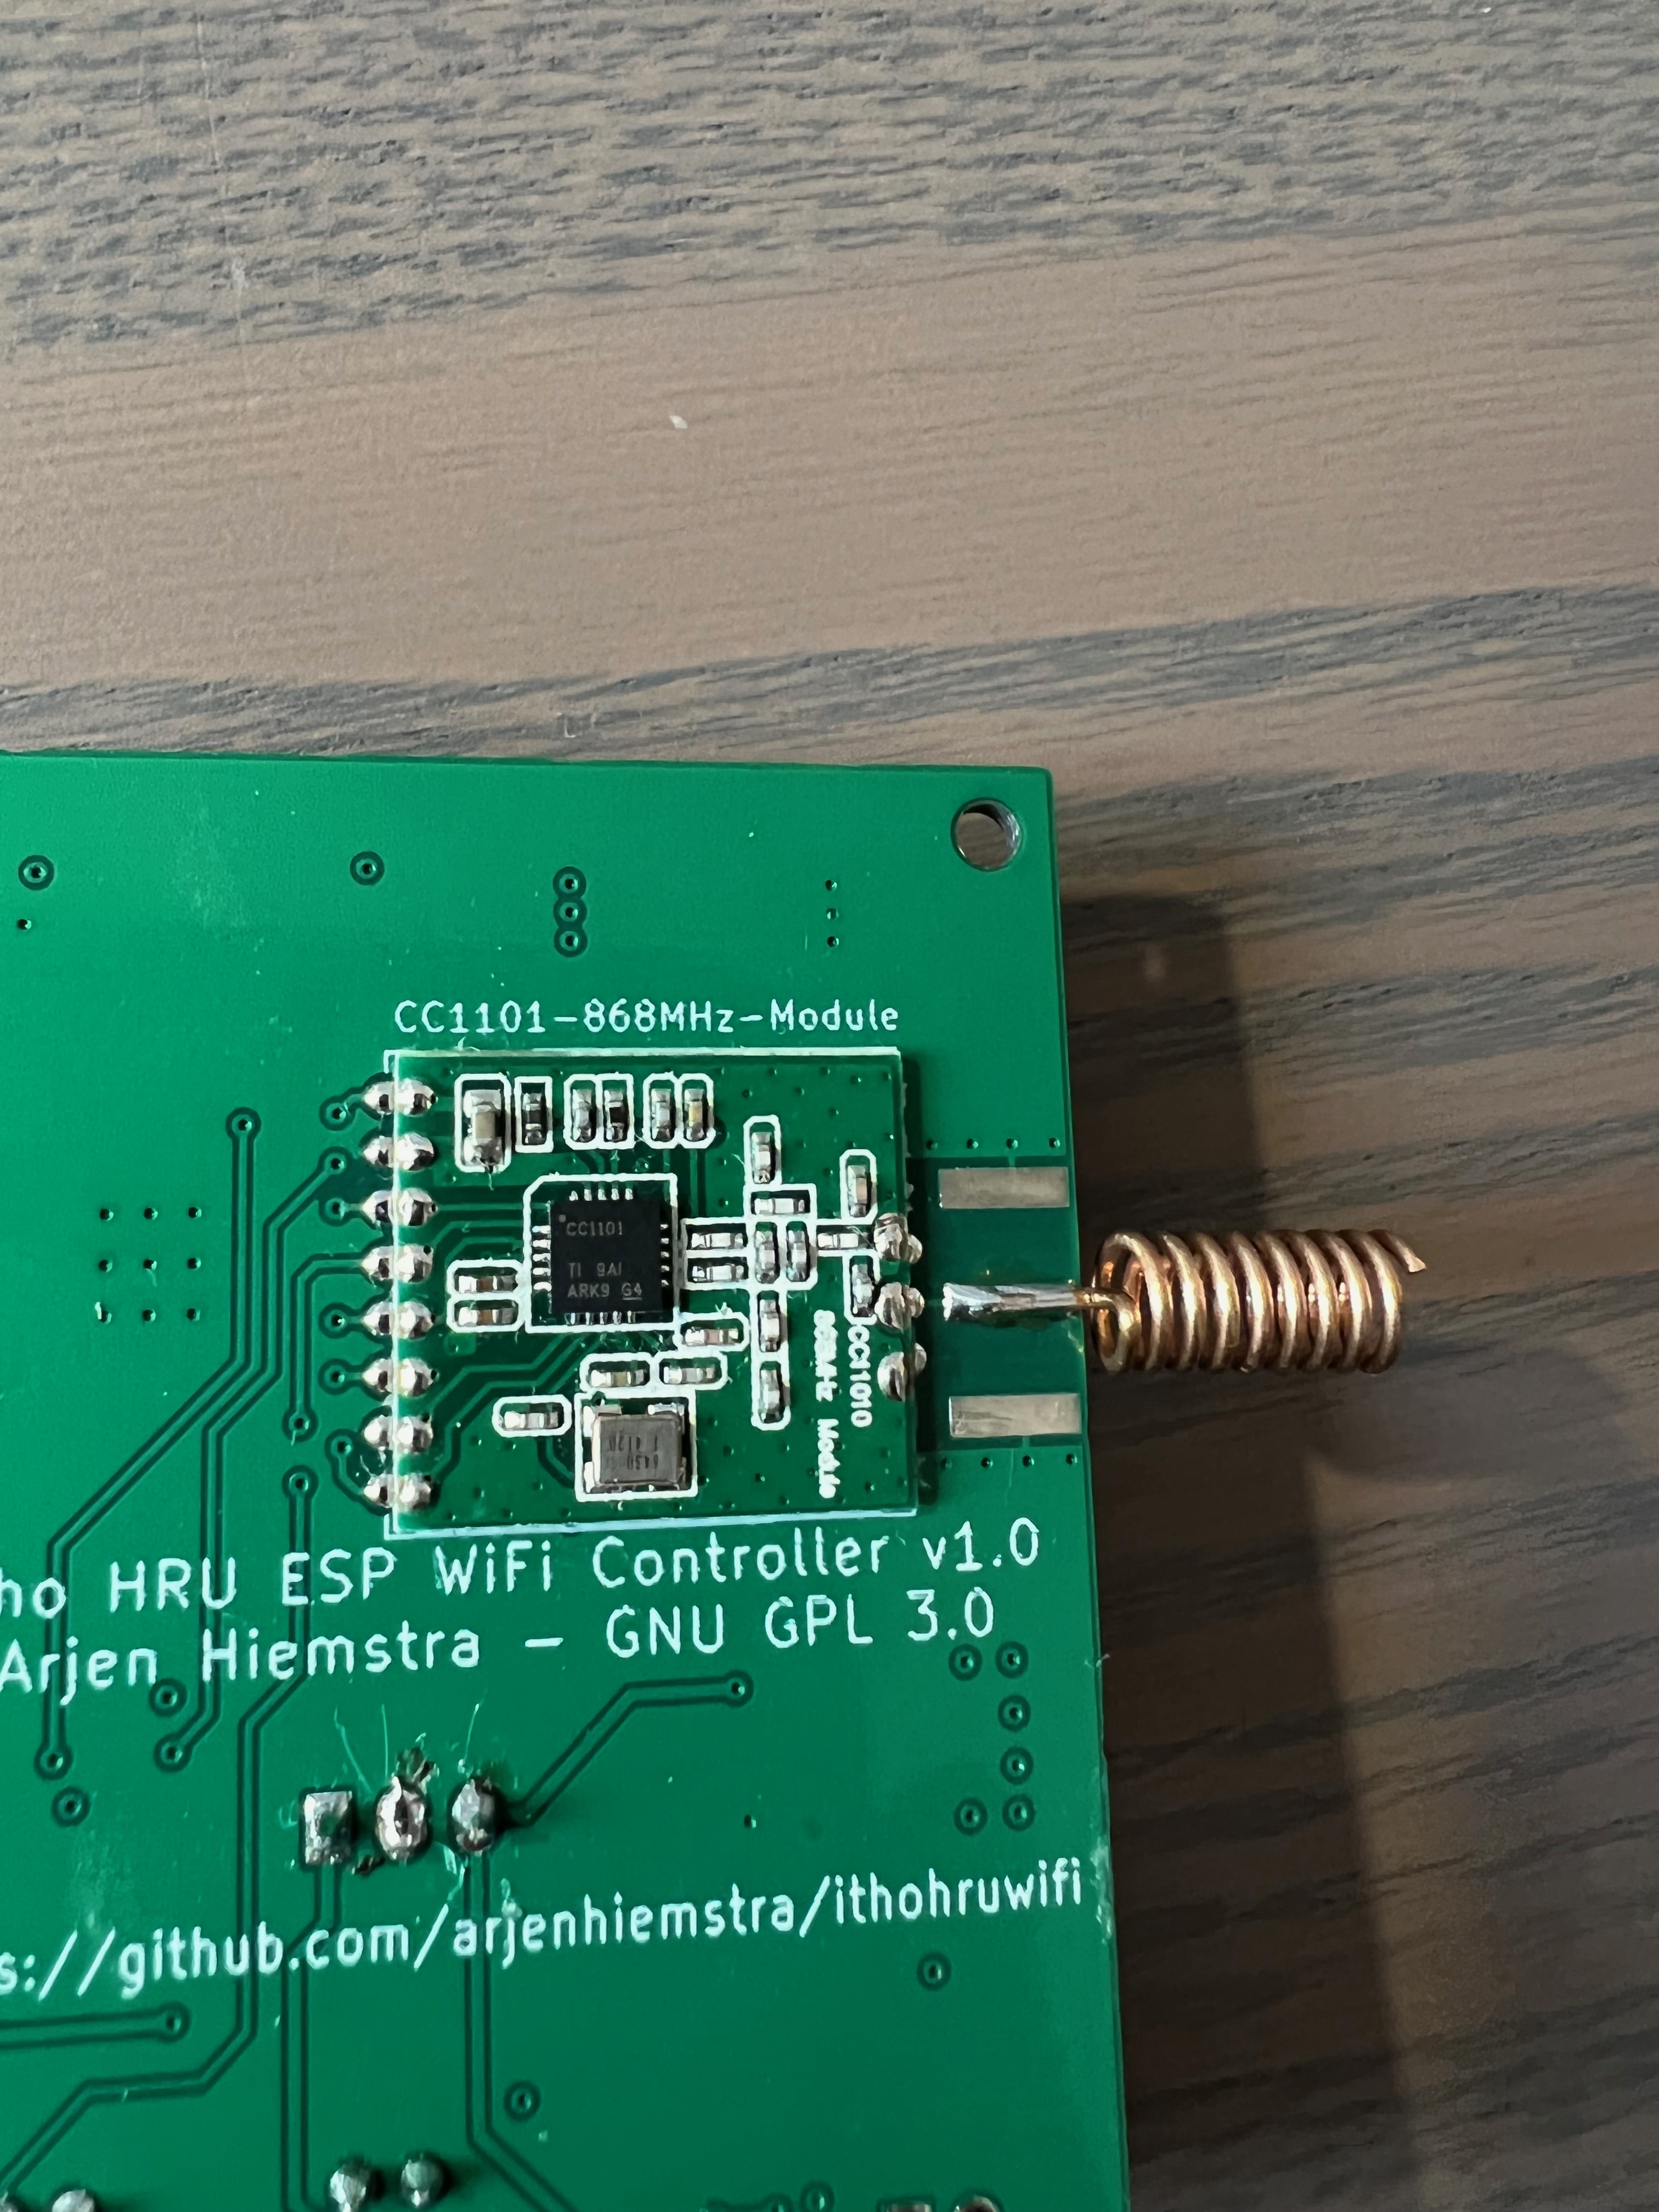 CC1101-868MHz-Module
CC1101
TI 9AI
ARK9 G4
CC11010
868MHz Module
ho HRU ESP WiFi Controller v1.0
Arjen Hiemstra - GNU GPL 3.0
s://github.com/arjenhiemstra/ithohruwifi